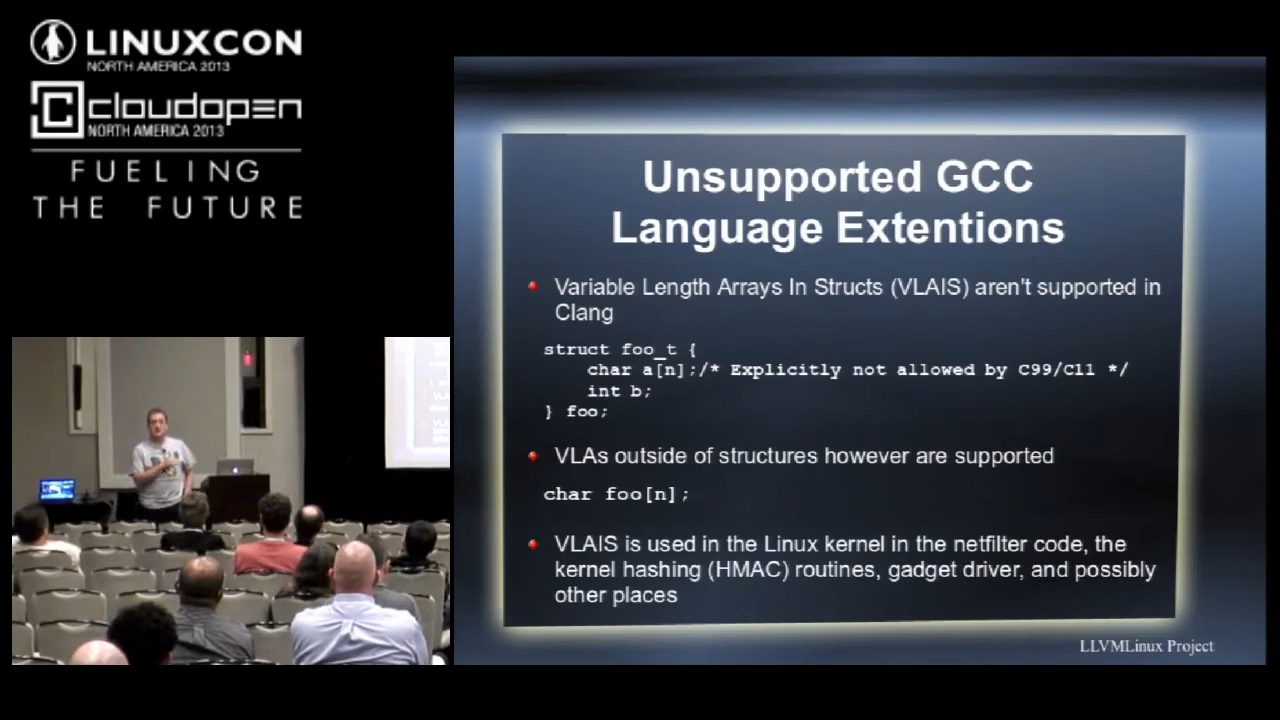 LINUXCON
NORTH AMERICA 2013
cloudopen
NORTH AMERICA 2013
FUELING
THE FUTURE
Unsupported GCC
Language Extentions
Variable Length Arrays In Structs (VLAIS) aren't supported in
Clang
struct foo_t {
char a[n];/* Explicitly not allowed by C99/C11 */
int b;
} foo;
VLAs outside of structures however are supported
char foo[n];
VLAIS is used in the Linux kernel in the netfilter code, the
kernel hashing (HMAC) routines, gadget driver, and possibly
other places
LLVMLinux Project